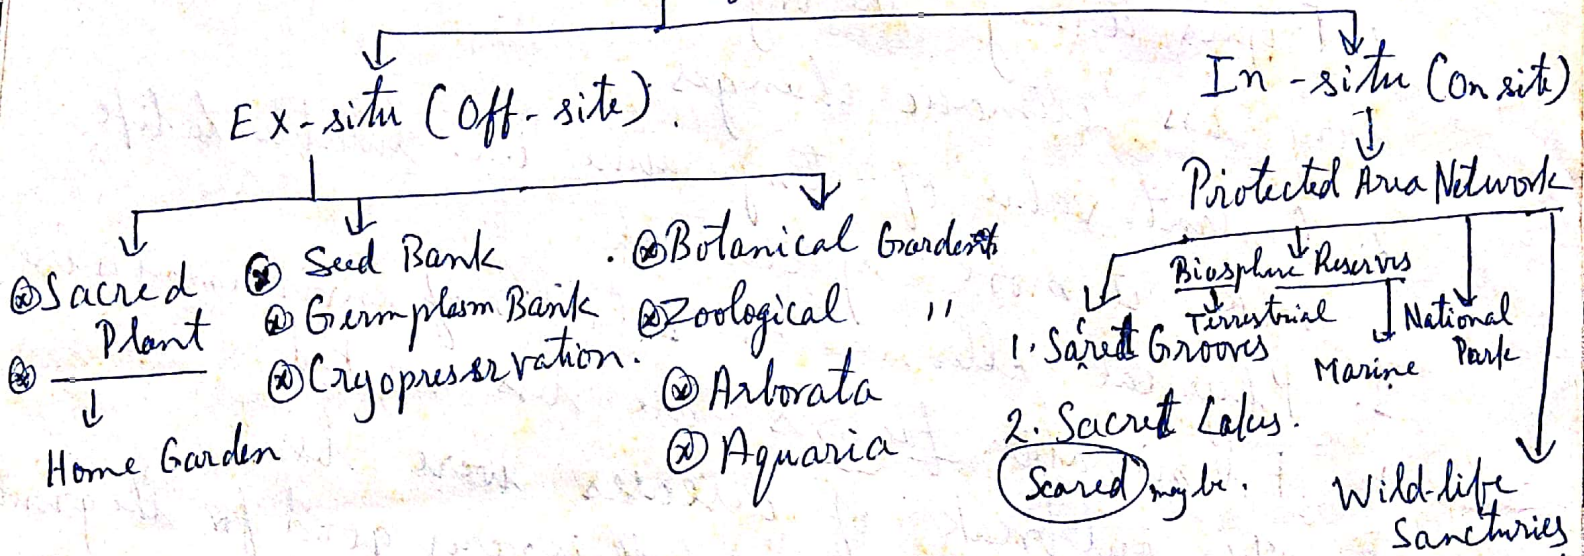 Ex-situ (Off-site).
In-situ (On site)
Protected Area Network
Sacred
Plant
Home Garden
Seed Bank
Germplasm Bank
Cryopreservation.
Botanical Gardens
Zoological "
Arborata
Aquaria
Biosphere Reserves
Terrestrial
Marine
National
Park
1. Sacred Grooves
2. Sacred Lakes.
Scared may be.
Wild-life
Sancturies